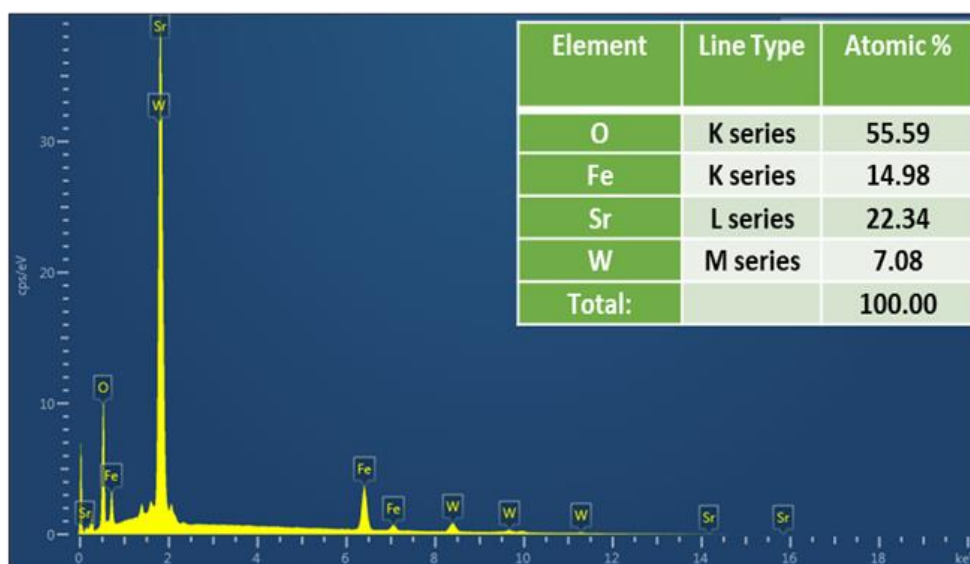 Element Line Type Atomic %
O K series 55.59
Fe K series 14.98
Sr L series 22.34
W M series 7.08
Total: 100.00
Sr
W
30
cps/eV
20
10
O
Fe
Sr
0
Fe
Fe
W
W
W
Sr
Sr
0 2 4 6 8 10 12 14 16 18 ke